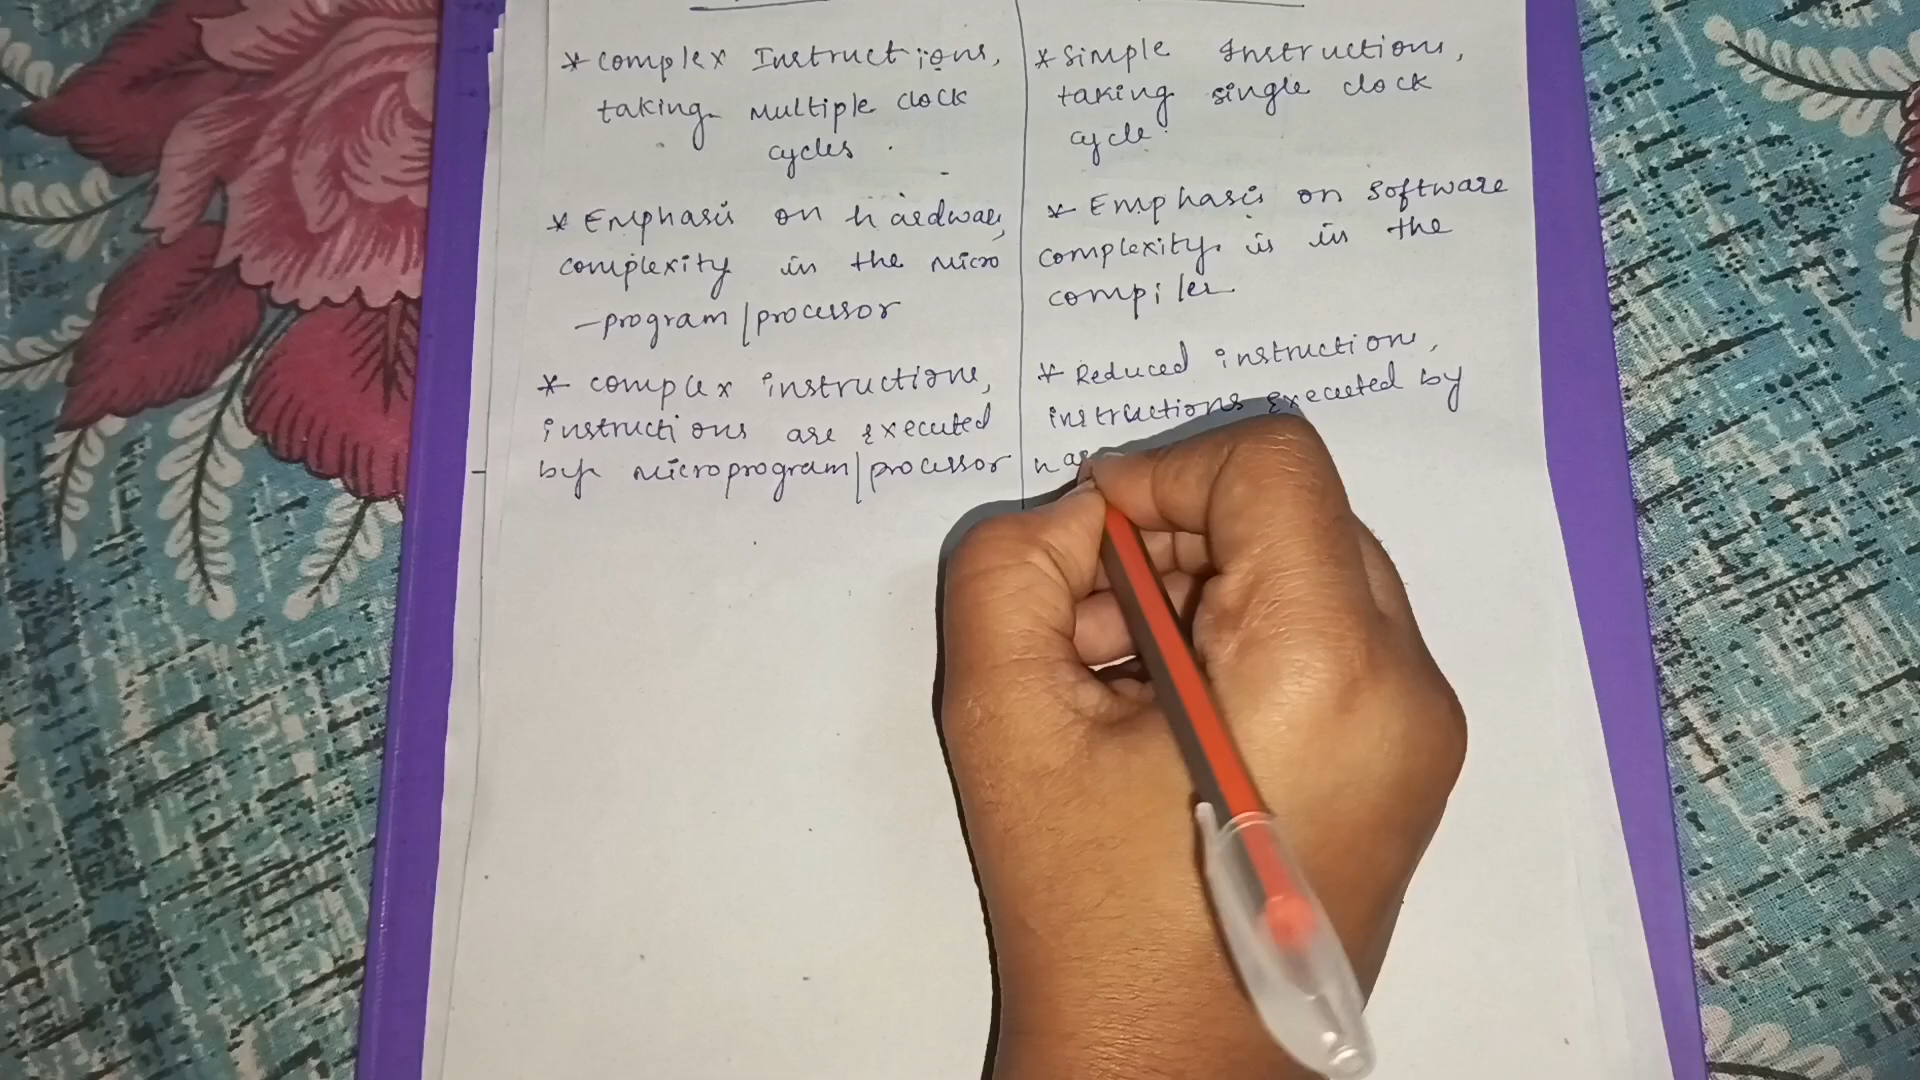 * Complex Instructions,
taking multiple clock
cycles.
* Emphasis on hardware,
complexity in the micro
-program/processor
* complex instructions,
instructions are executed
by microprogram/processor
* Simple Instructions,
taking single clock
cycle.
* Emphasis on Software
complexity is in the
compiler
* Reduced instructions,
instructions executed by